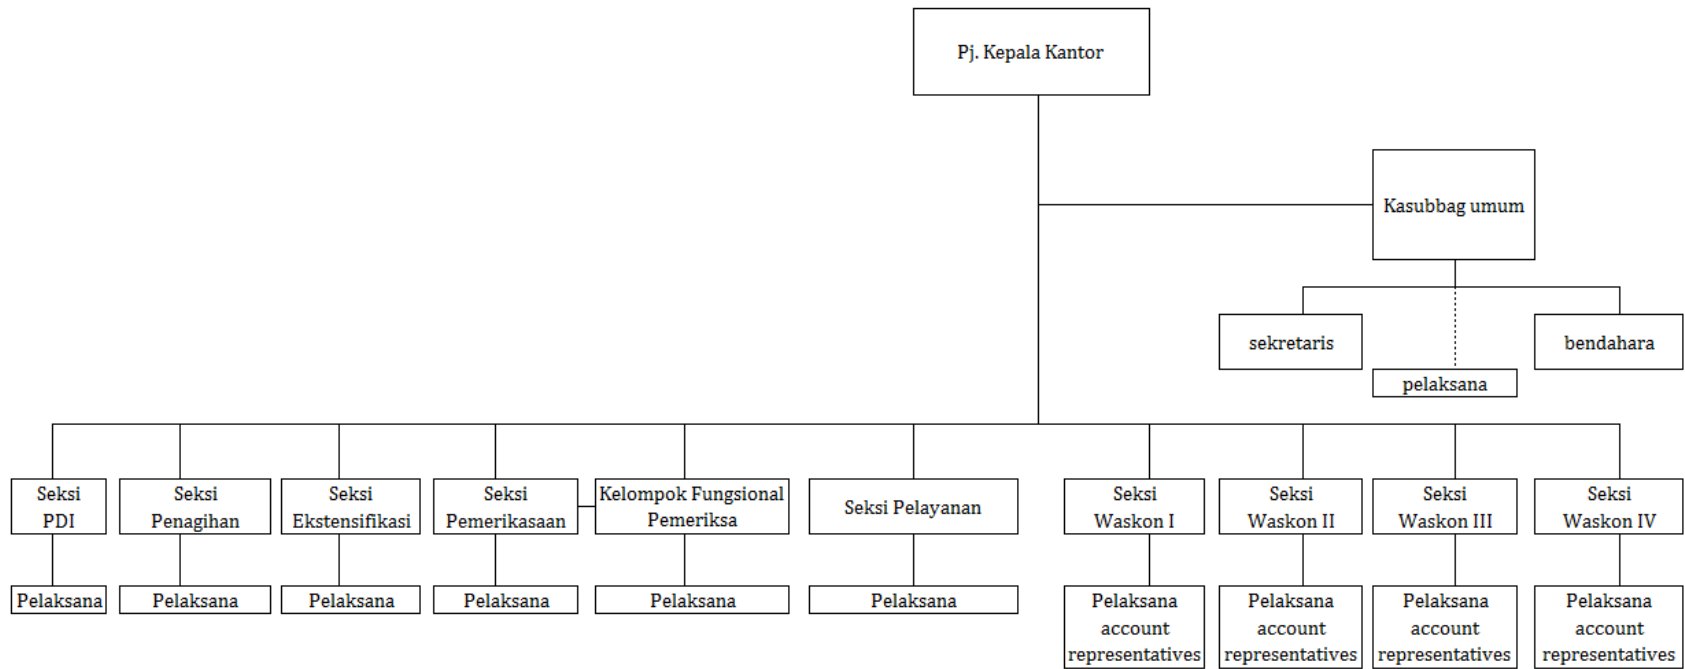 Pj. Kepala Kantor
Kasubbag umum
sekretaris
bendahara
pelaksana
Seksi
PDI
Seksi
Penagihan
Seksi
Ekstensifikasi
Seksi
Pemerikasaan
Kelompok Fungsional
Pemeriksa
Seksi Pelayanan
Seksi
Waskon I
Seksi
Waskon II
Seksi
Waskon III
Seksi
Waskon IV
Pelaksana
Pelaksana
Pelaksana
Pelaksana
Pelaksana
Pelaksana
Pelaksana
account
representatives
Pelaksana
account
representatives
Pelaksana
account
representatives
Pelaksana
account
representatives